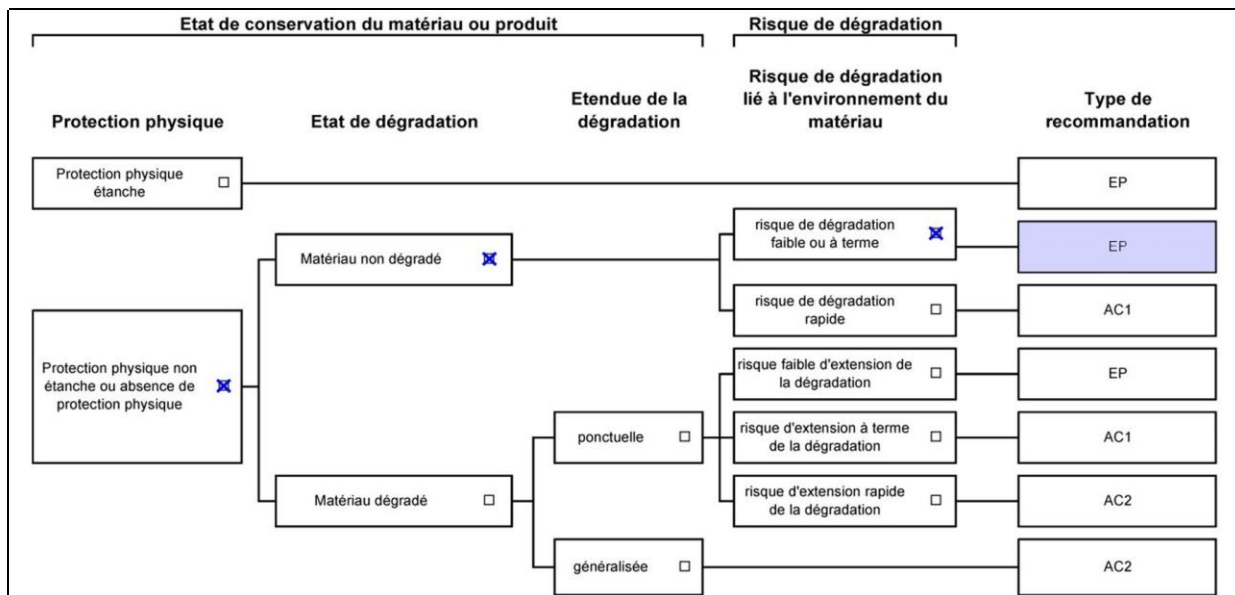 Etat de conservation du matériau ou produit
Risque de dégradation
Protection physique
Etat de dégradation
Etendue de la
dégradation
Risque de dégradation
lié à l'environnement du
matériau
Type de
recommandation
Protection physique
étanche
EP
Protection physique non
étanche ou absence de
protection physique
Matériau non dégradé
risque de dégradation
faible ou à terme
EP
risque de dégradation
rapide
AC1
Matériau dégradé
ponctuelle
risque faible d'extension de
la dégradation
EP
risque d'extension à terme
de la dégradation
AC1
risque d'extension rapide
de la dégradation
AC2
généralisée
AC2